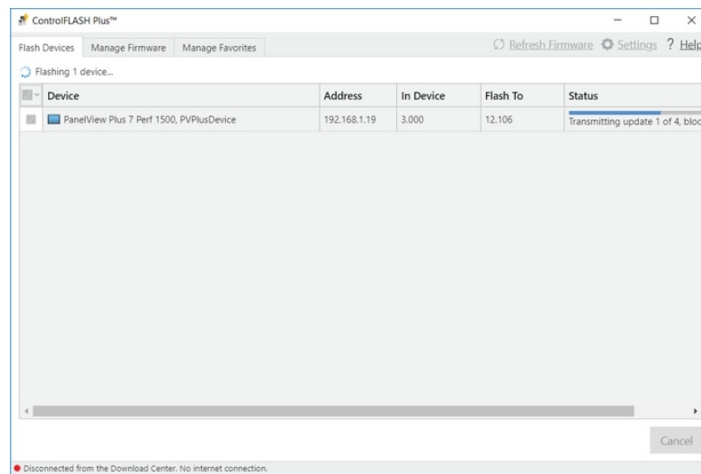 ControlFLASH Plus™
Flash Devices Manage Firmware Manage Favorites Refresh Firmware Settings ? Help
Flashing 1 device...
Device Address In Device Flash To Status
PanelView Plus 7 Perf 1500, PVPlusDevice 192.168.1.19 3.000 12.106 Transmitting update 1 of 4, bloc
Cancel
Disconnected from the Download Center. No internet connection.